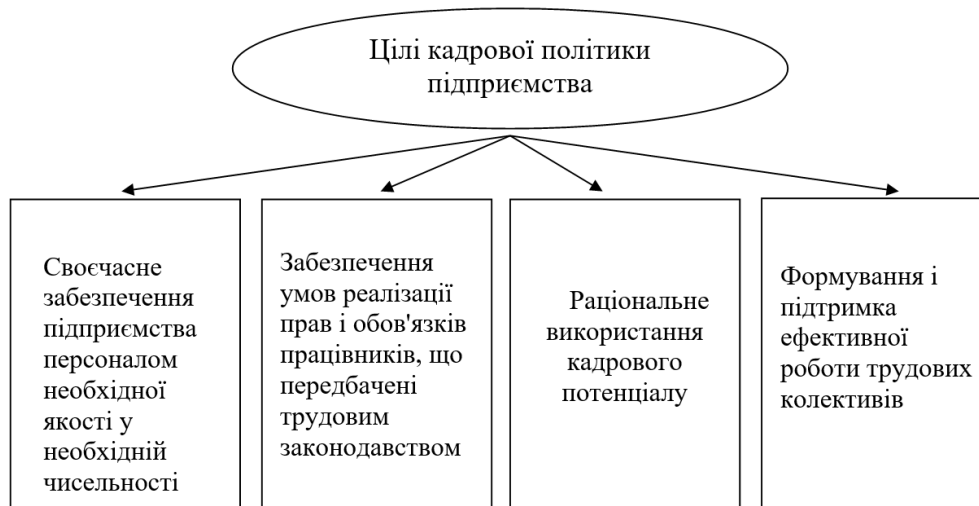 Цілі кадрової політики
підприємства
Своєчасне
забезпечення
підприємства
персоналом
необхідної
якості у
необхідній
чисельності
Забезпечення
умов реалізації
прав і обов'язків
працівників, що
передбачені
трудовим
законодавством
Раціональне
використання
кадрового
потенціалу
Формування і
підтримка
ефективної
роботи трудових
колективів